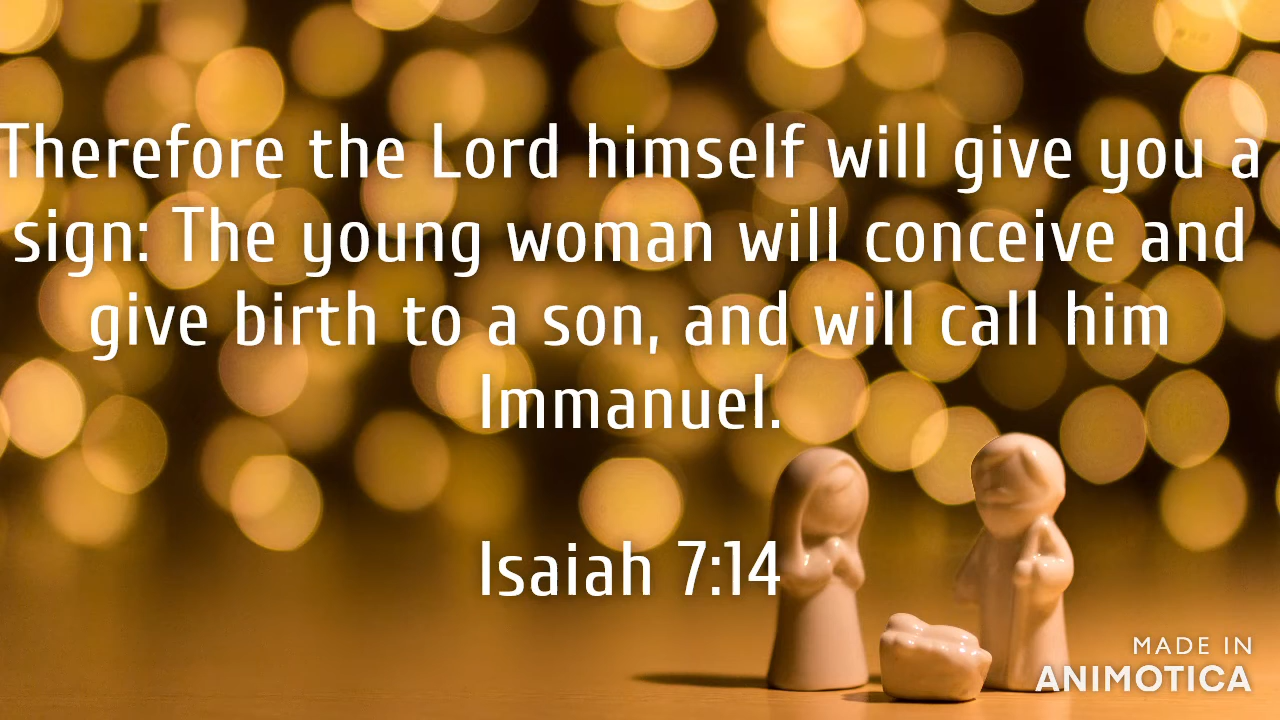 Therefore the Lord himself will give you a
sign: The young woman will conceive and
give birth to a son, and will call him
Immanuel.
Isaiah 7:14
MADE IN
ANIMOTICA